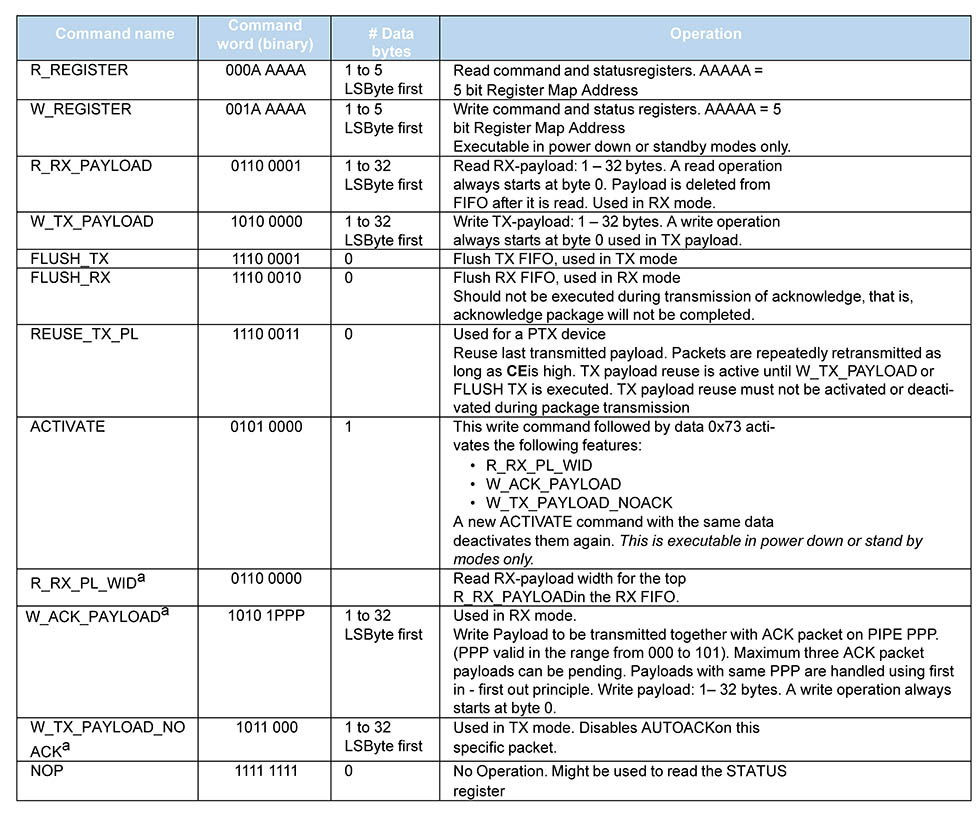 Command name
Command
word (binary)
# Data
bytes
Operation
R_REGISTER
000A AAAA
1 to 5
LSByte first
Read command and statusregisters. AAAAA =
5 bit Register Map Address
W_REGISTER
001A AAAA
1 to 5
LSByte first
Write command and status registers. AAAAA = 5
bit Register Map Address
Executable in power down or standby modes only.
R_RX_PAYLOAD
0110 0001
1 to 32
LSByte first
Read RX-payload: 1 – 32 bytes. A read operation
always starts at byte 0. Payload is deleted from
FIFO after it is read. Used in RX mode.
W_TX_PAYLOAD
1010 0000
1 to 32
LSByte first
Write TX-payload: 1 – 32 bytes. A write operation
always starts at byte 0 used in TX payload.
FLUSH_TX
1110 0001
0
Flush TX FIFO, used in TX mode
FLUSH_RX
1110 0010
0
Flush RX FIFO, used in RX mode
Should not be executed during transmission of acknowledge, that is,
acknowledge package will not be completed.
REUSE_TX_PL
1110 0011
0
Used for a PTX device
Reuse last transmitted payload. Packets are repeatedly retransmitted as
long as CEis high. TX payload reuse is active until W_TX_PAYLOAD or
FLUSH TX is executed. TX payload reuse must not be activated or deacti-
vated during package transmission
ACTIVATE
0101 0000
1
This write command followed by data 0x73 acti-
vates the following features:
• R_RX_PL_WID
• W_ACK_PAYLOAD
• W_TX_PAYLOAD_NOACK
A new ACTIVATE command with the same data
deactivates them again. This is executable in power down or stand by
modes only.
R_RX_PL_WIDa
0110 0000
Read RX-payload width for the top
R_RX_PAYLOADin the RX FIFO.
W_ACK_PAYLOADa
1010 1PPP
1 to 32
LSByte first
Used in RX mode.
Write Payload to be transmitted together with ACK packet on PIPE PPP.
(PPP valid in the range from 000 to 101). Maximum three ACK packet
payloads can be pending. Payloads with same PPP are handled using first
in - first out principle. Write payload: 1– 32 bytes. A write operation always
starts at byte 0.
W_TX_PAYLOAD_NO
ACKa
1011 000
1 to 32
LSByte first
Used in TX mode. Disables AUTOACKon this
specific packet.
NOP
1111 1111
0
No Operation. Might be used to read the STATUS
register